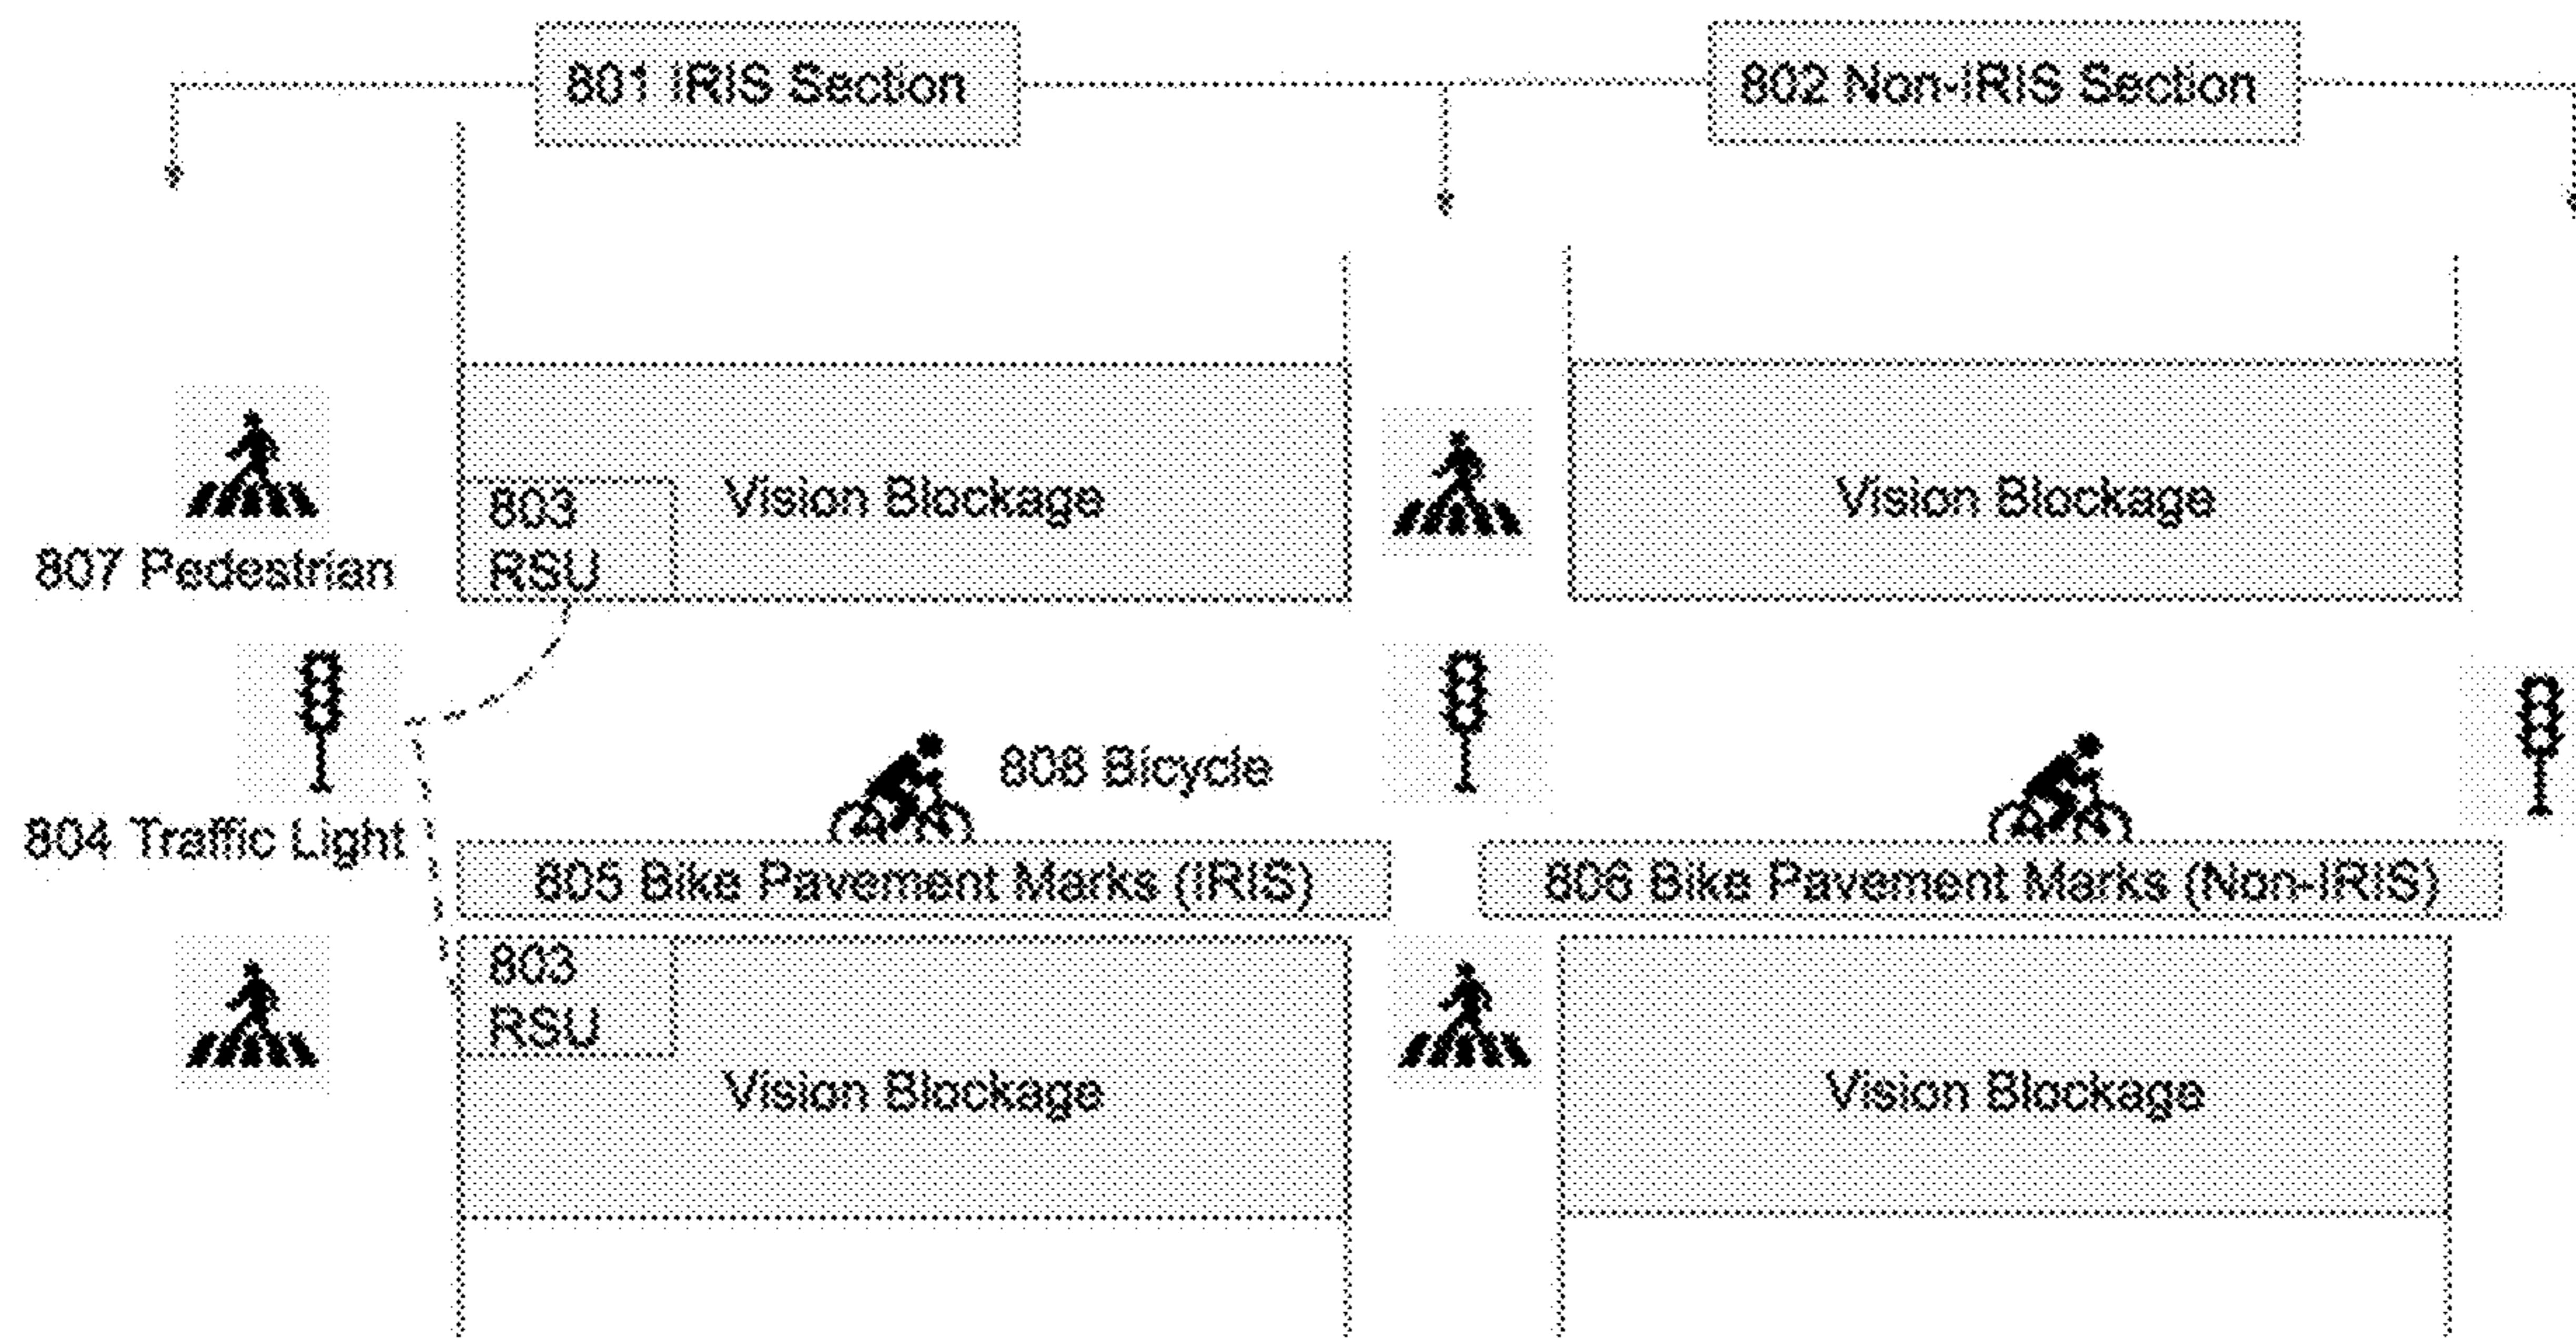 801 IRIS Section
802 Non-IRIS Section
803
RSU
Vision Blockage
Vision Blockage
807 Pedestrian
808 Bicycle
804 Traffic Light
805 Bike Pavement Marks (IRIS)
806 Bike Pavement Marks (Non-IRIS)
803
RSU
Vision Blockage
Vision Blockage